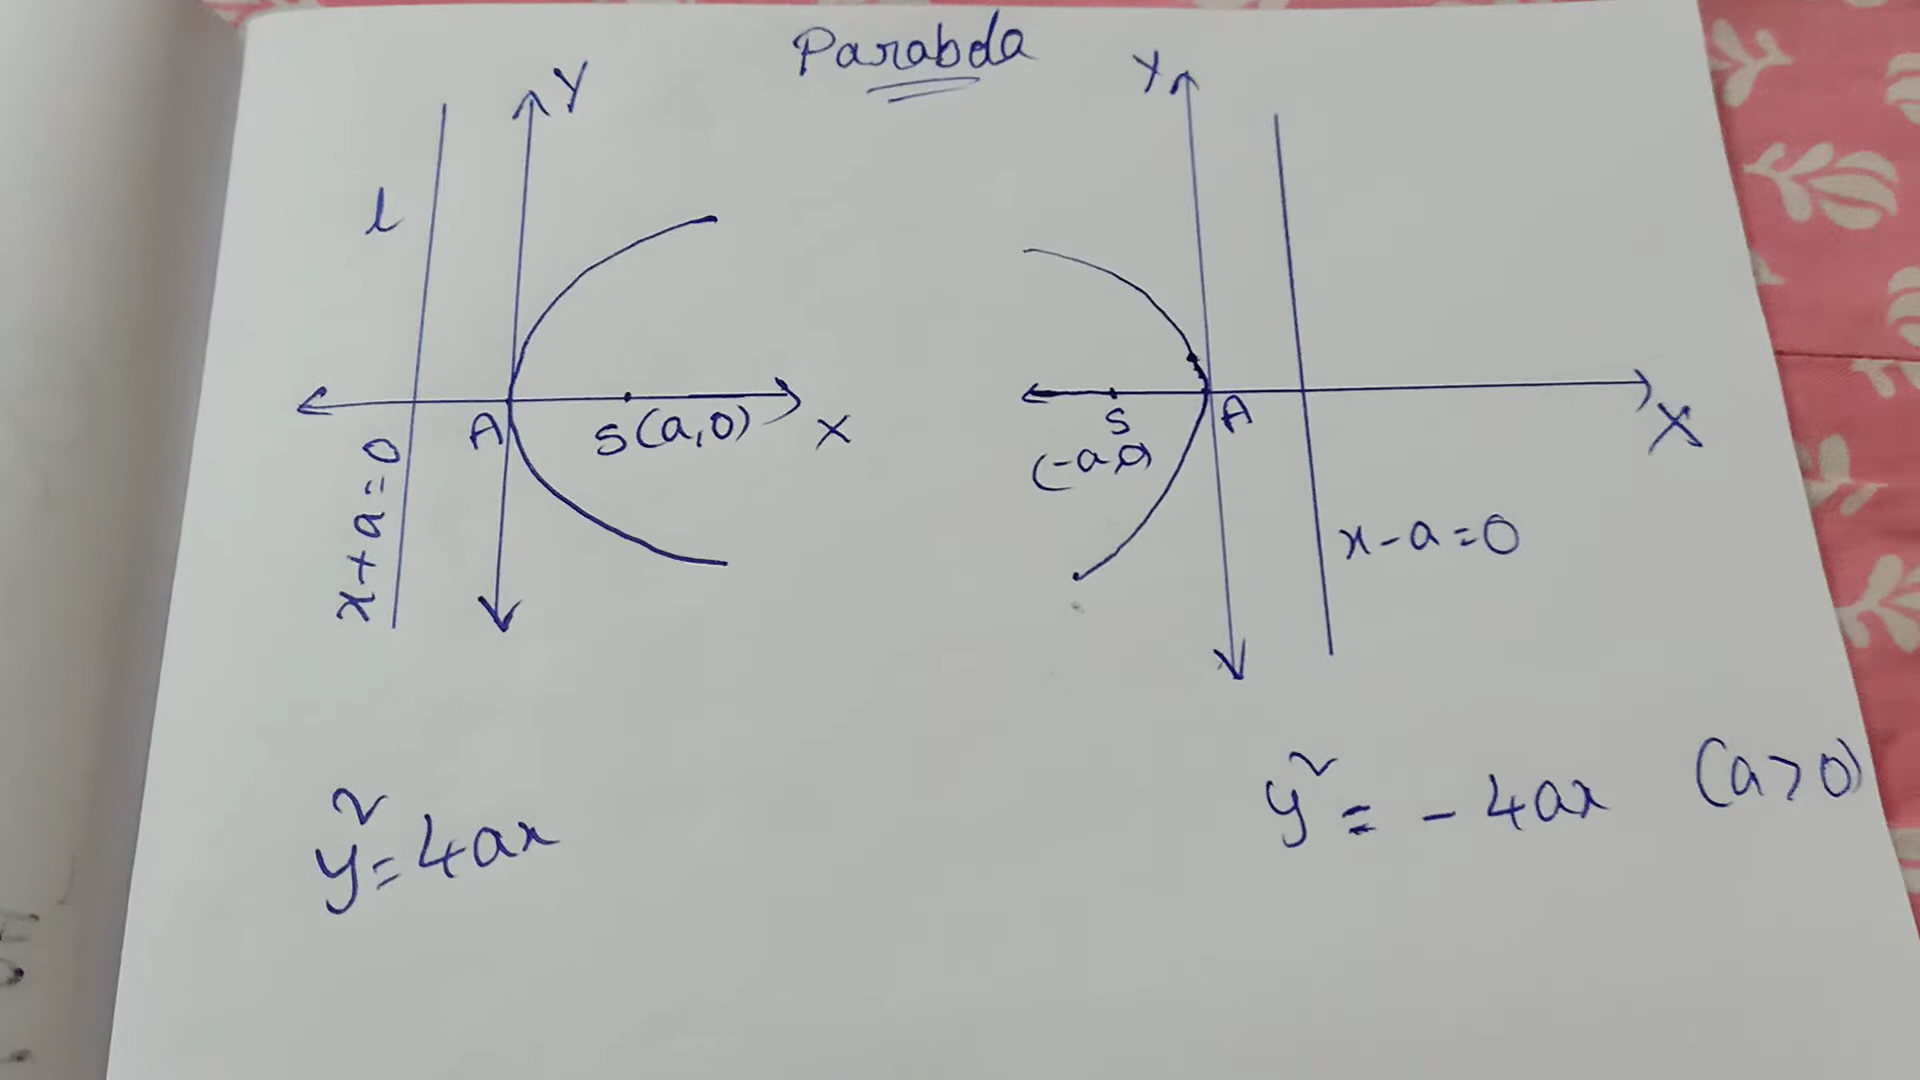 Parabola
Y
l
A
S(a,0)
X
x+a=0
y²=4ax
Y
S
(-a,0)
A
X
x-a=0
y² = - 4ax (a>0)